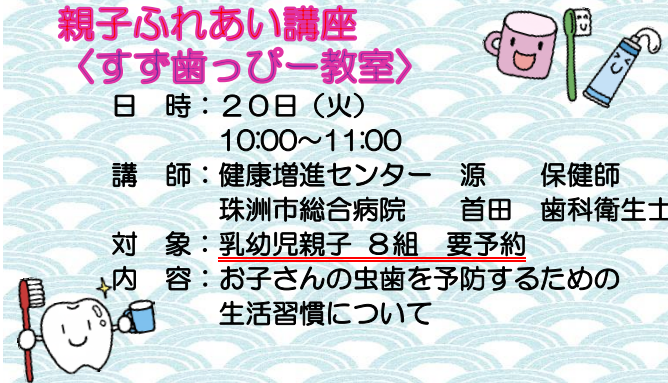 親子ふれあい講座
〈すず歯っぴー教室〉
日　時：２０日（火）
10:00～11:00
講　師：健康増進センター　源　　保健師
珠洲市総合病院　　首田　歯科衛生士
対　象：乳幼児親子 ８組　要予約
内　容：お子さんの虫歯を予防するための
生活習慣について